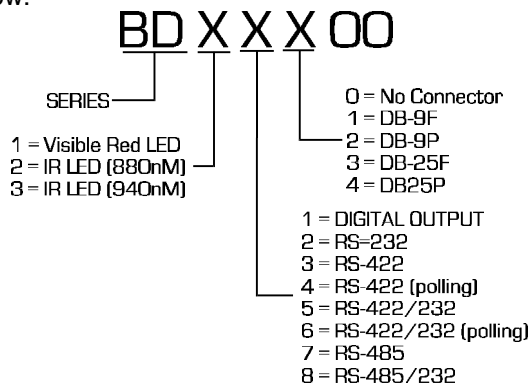 BD X X X 00
SERIES
1 = Visible Red LED
2 = IR LED (880nM)
3 = IR LED (940nM)
0 = No Connector
1 = DB-9F
2 = DB-9P
3 = DB-25F
4 = DB25P
1 = DIGITAL OUTPUT
2 = RS=232
3 = RS-422
4 = RS-422 (polling)
5 = RS-422/232
6 = RS-422/232 (polling)
7 = RS-485
8 = RS-485/232